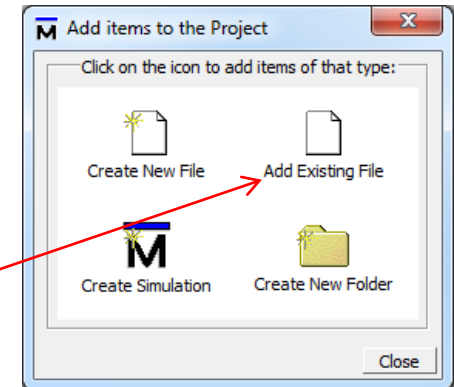 Add items to the Project
Click on the icon to add items of that type:
Create New File
Add Existing File
Create Simulation
Create New Folder
Close